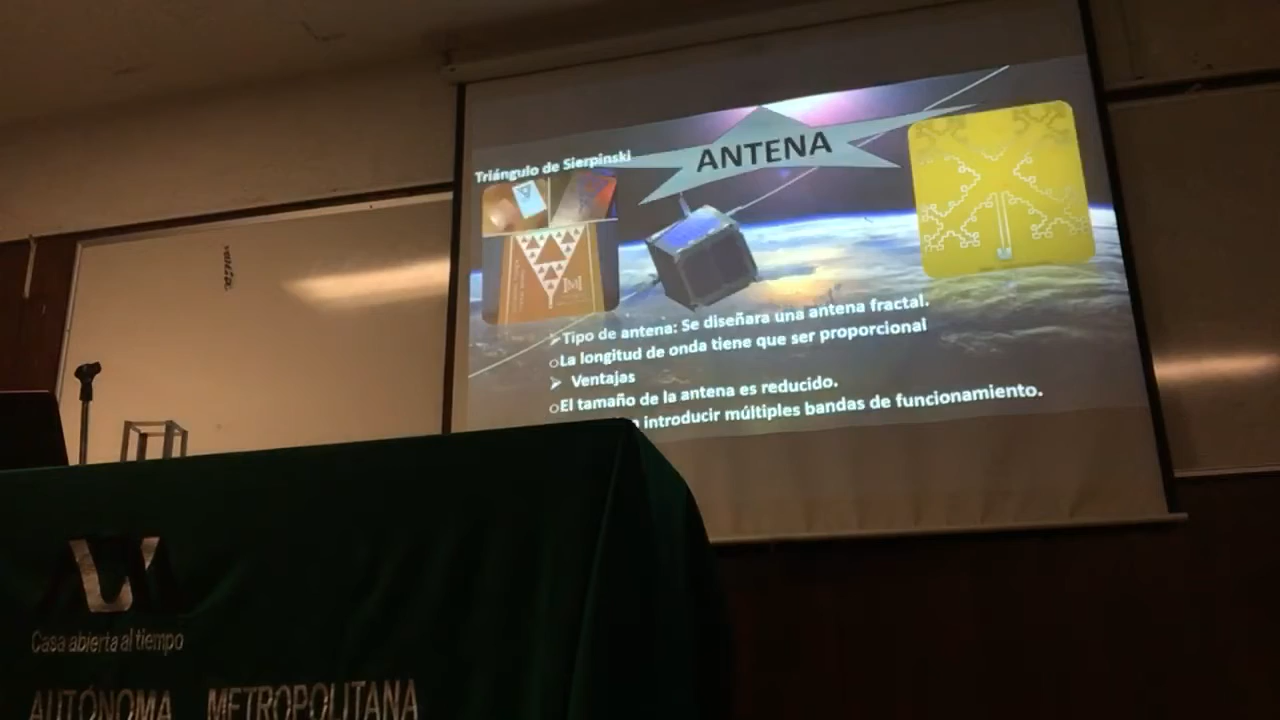 ANTENA
Triángulo de Sierpinski
Tipo de antena: Se diseñara una antena fractal.
La longitud de onda tiene que ser proporcional
Ventajas
El tamaño de la antena es reducido.
introducir múltiples bandas de funcionamiento.
Casa abierta al tiempo
AUTÓNOMA METROPOLITANA